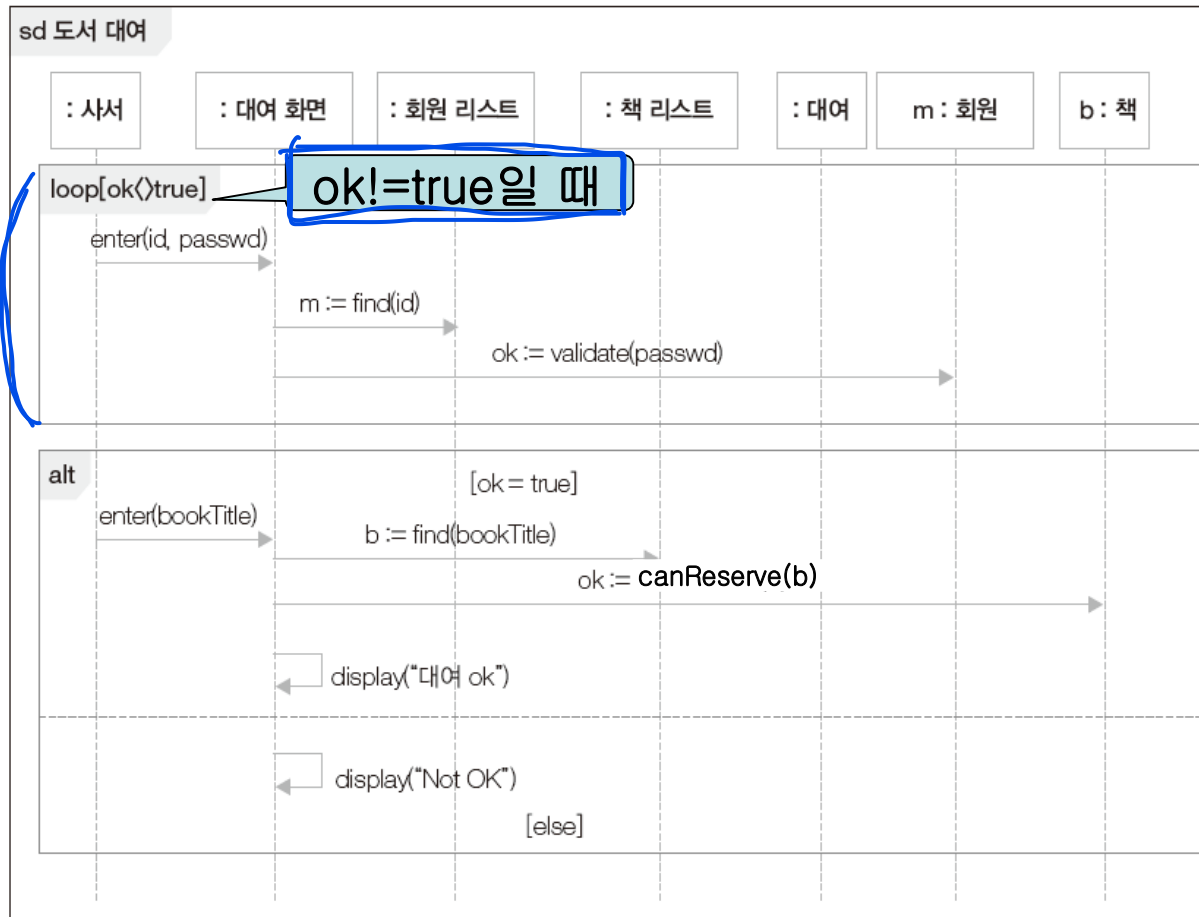 sd 도서 대여
: 사서
: 대여 화면
: 회원 리스트
: 책 리스트
: 대여
m : 회원
b : 책
loop[ok<>true]
ok!=true일 때
enter(id, passwd)
m := find(id)
ok := validate(passwd)
alt
[ok = true]
enter(bookTitle)
b := find(bookTitle)
ok := canReserve(b)
display(“대여 ok”)
display(“Not OK”)
[else]